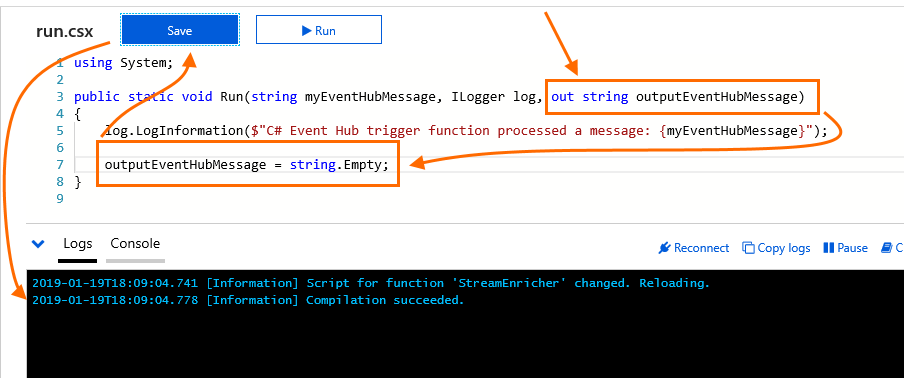 run.csx Save Run
1 using System;
2
3 public static void Run(string myEventHubMessage, ILogger log, out string outputEventHubMessage)
4 {
5 log.LogInformation($"C# Event Hub trigger function processed a message: {myEventHubMessage}");
6
7 outputEventHubMessage = string.Empty;
8 }
9
Logs Console Reconnect Copy logs Pause C
2019-01-19T18:09:04.741 [Information] Script for function 'StreamEnricher' changed. Reloading.
2019-01-19T18:09:04.778 [Information] Compilation succeeded.